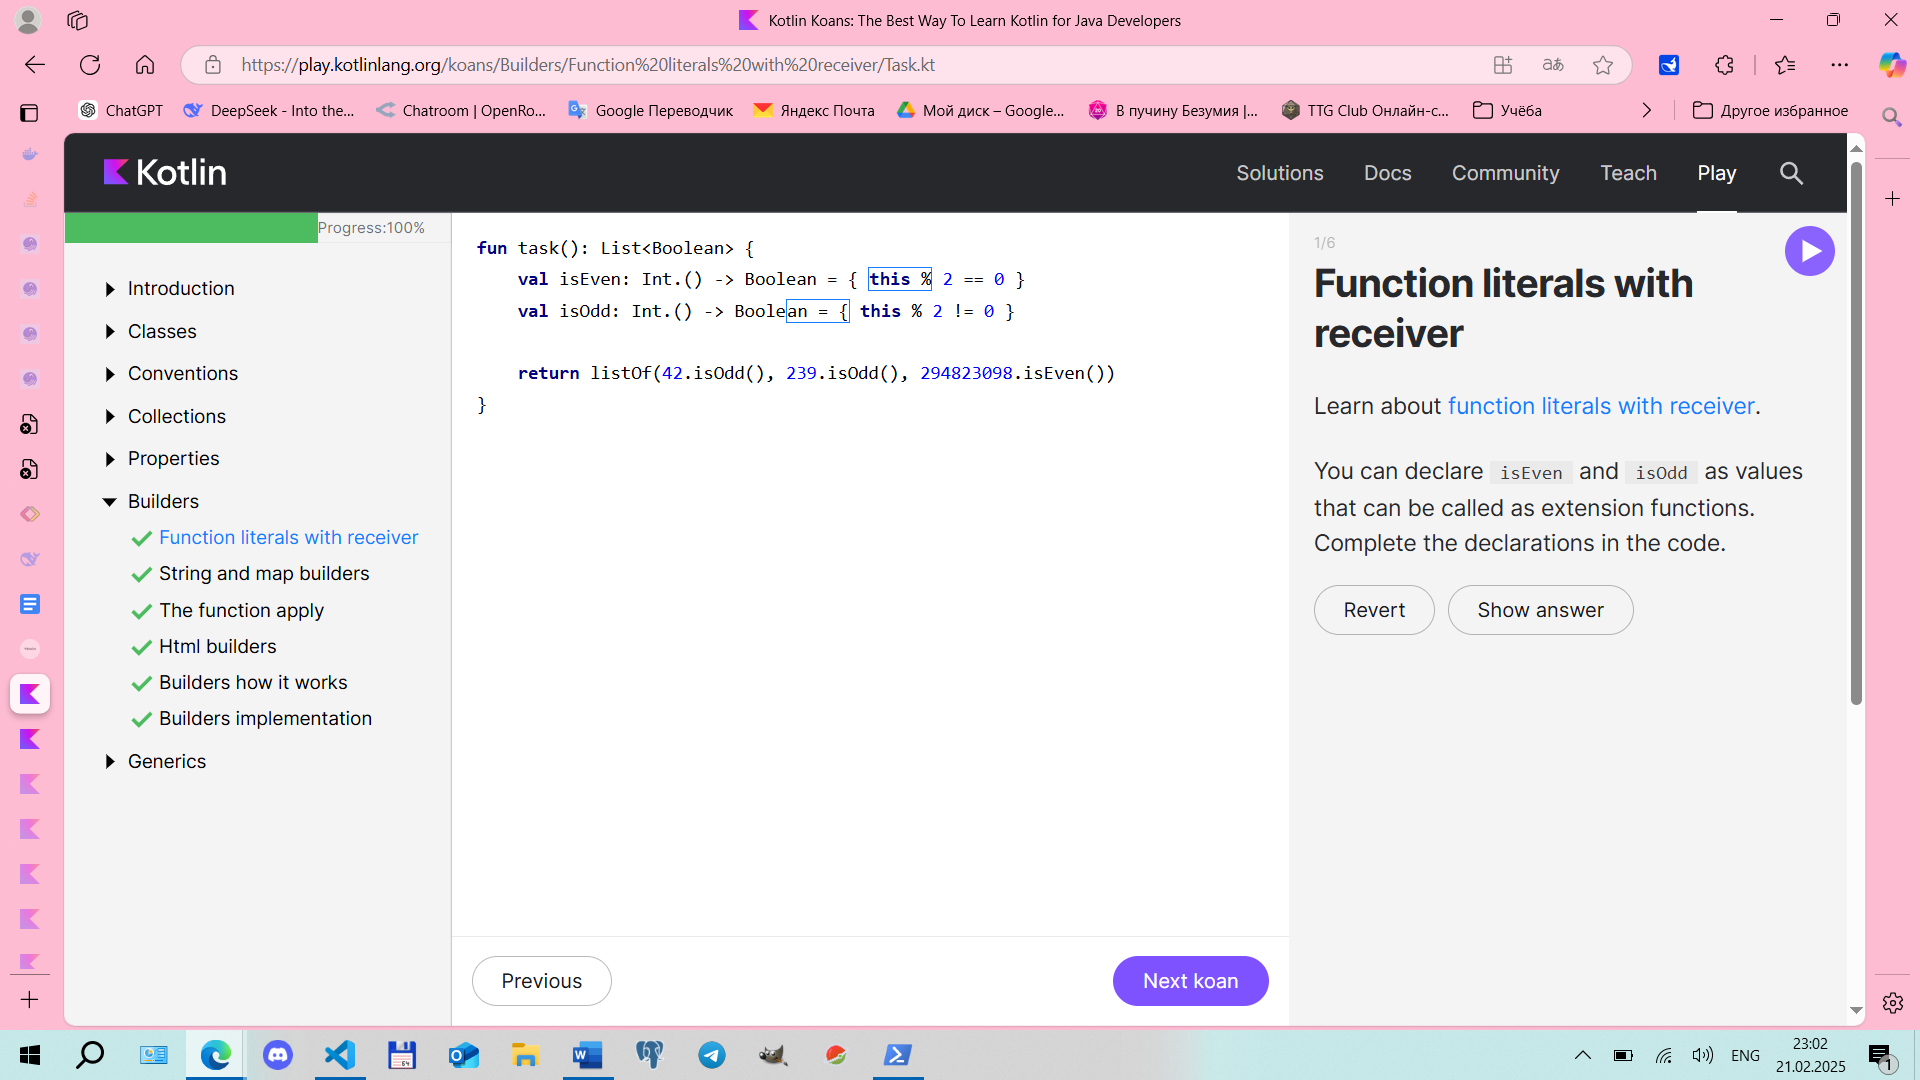 Kotlin Koans: The Best Way To Learn Kotlin for Java Developers
https://play.kotlinlang.org/koans/Builders/Function%20literals%20with%20receiver/Task.kt
ChatGPT
DeepSeek - Into the...
Chatroom | OpenRo...
Google Переводчик
Яндекс Почта
Мой диск – Google...
В пучину Безумия |...
TTG Club Онлайн-с...
Учёба
Другое избранное
Kotlin
Solutions
Docs
Community
Teach
Play
Progress:100%
Introduction
Classes
Conventions
Collections
Properties
Builders
Function literals with receiver
String and map builders
The function apply
Html builders
Builders how it works
Builders implementation
Generics
fun task(): List<Boolean> {
    val isEven: Int.() -> Boolean = { this % 2 == 0 }
    val isOdd: Int.() -> Boolean = { this % 2 != 0 }
    return listOf(42.isOdd(), 239.isOdd(), 294823098.isEven())
}
Previous
Next koan
1/6
Function literals with
receiver
Learn about function literals with receiver.
You can declare isEven and isOdd as values
that can be called as extension functions.
Complete the declarations in the code.
Revert
Show answer
ENG
23:02
21.02.2025
1